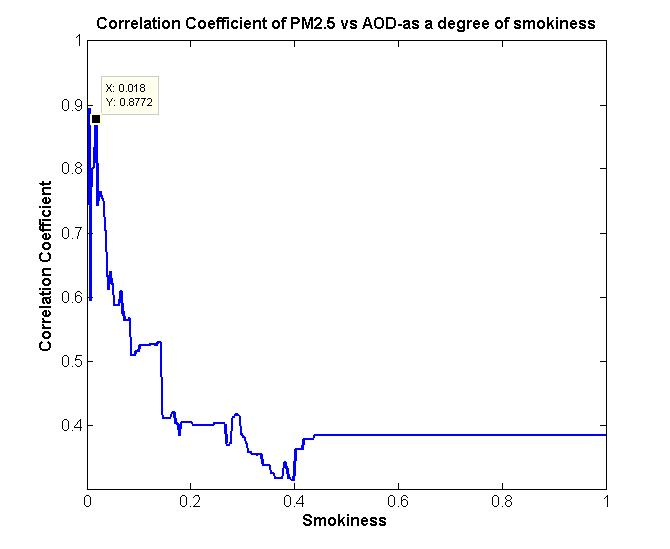 Correlation Coefficient of PM2.5 vs AOD-as a degree of smokiness
1
X: 0.018
Y: 0.8772
0.9
0.8
0.7
0.6
0.5
0.4
Correlation Coefficient
0 0.2 0.4 0.6 0.8 1
Smokiness